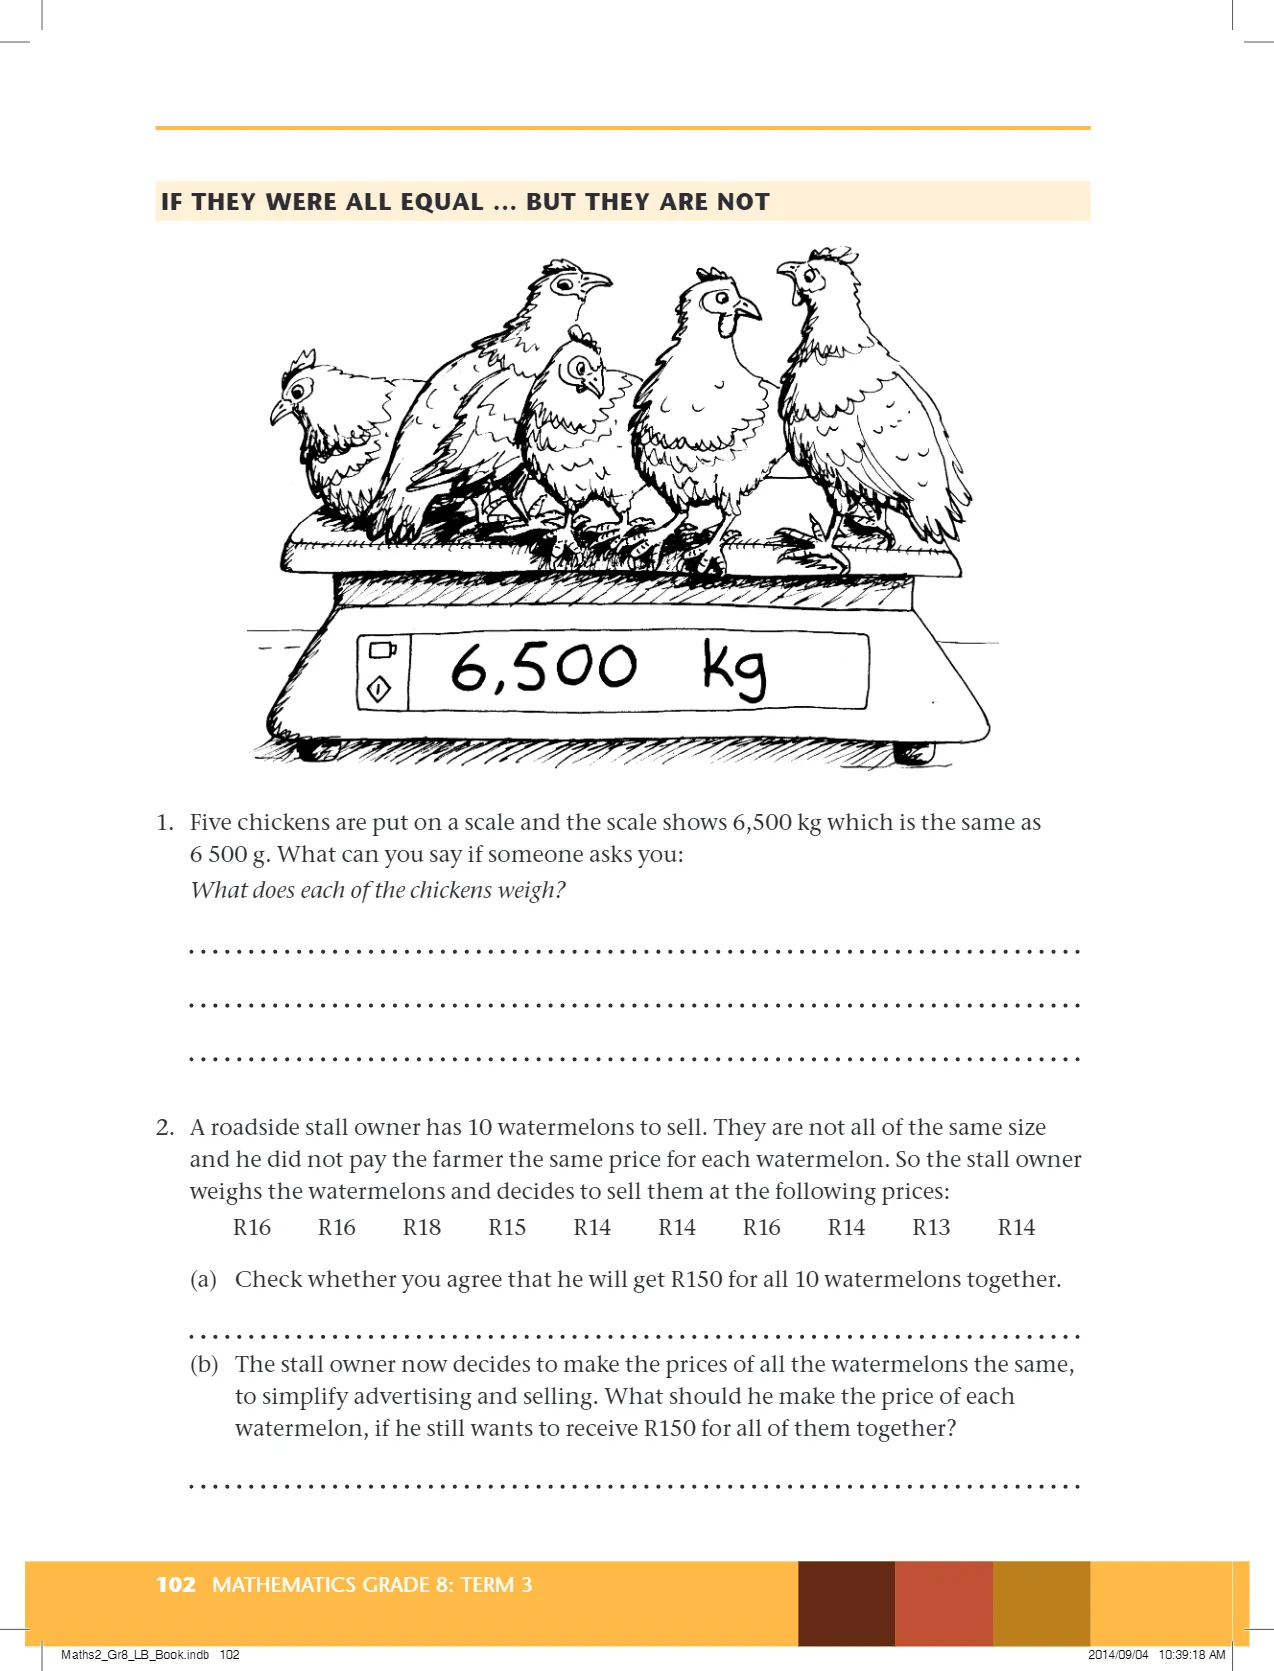 IF THEY WERE ALL EQUAL … BUT THEY ARE NOT
6,500 kg
1. Five chickens are put on a scale and the scale shows 6,500 kg which is the same as
6 500 g. What can you say if someone asks you:
What does each of the chickens weigh?
2. A roadside stall owner has 10 watermelons to sell. They are not all of the same size
and he did not pay the farmer the same price for each watermelon. So the stall owner
weighs the watermelons and decides to sell them at the following prices:
R16 R16 R18 R15 R14 R14 R16 R14 R13 R14
(a) Check whether you agree that he will get R150 for all 10 watermelons together.
(b) The stall owner now decides to make the prices of all the watermelons the same,
to simplify advertising and selling. What should he make the price of each
watermelon, if he still wants to receive R150 for all of them together?
102 MATHEMATICS GRADE 8: TERM 3
Maths2_Gr8_LB_Book.indb 102 2014/09/04 10:39:18 AM